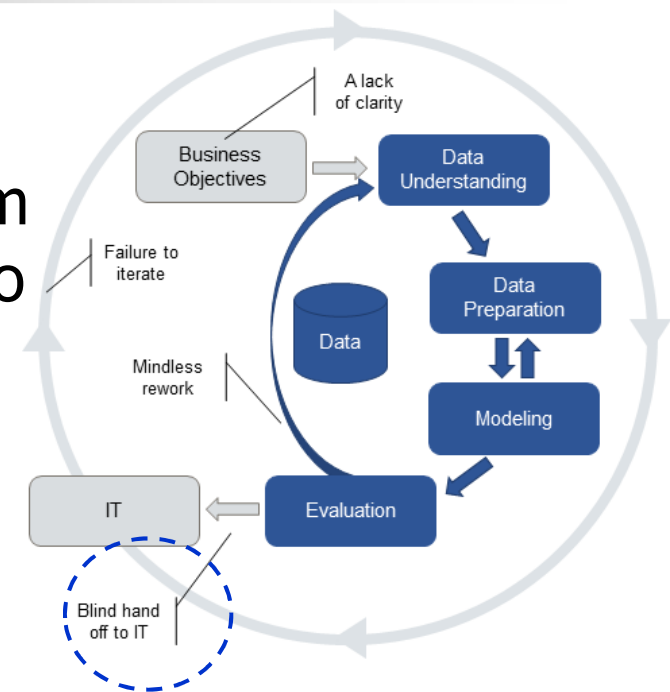 A lack
of clarity
Business
Objectives
Data
Understanding
m
o
Failure to
iterate
Data
Preparation
Data
Mindless
rework
Modeling
IT
Evaluation
Blind hand
off to IT